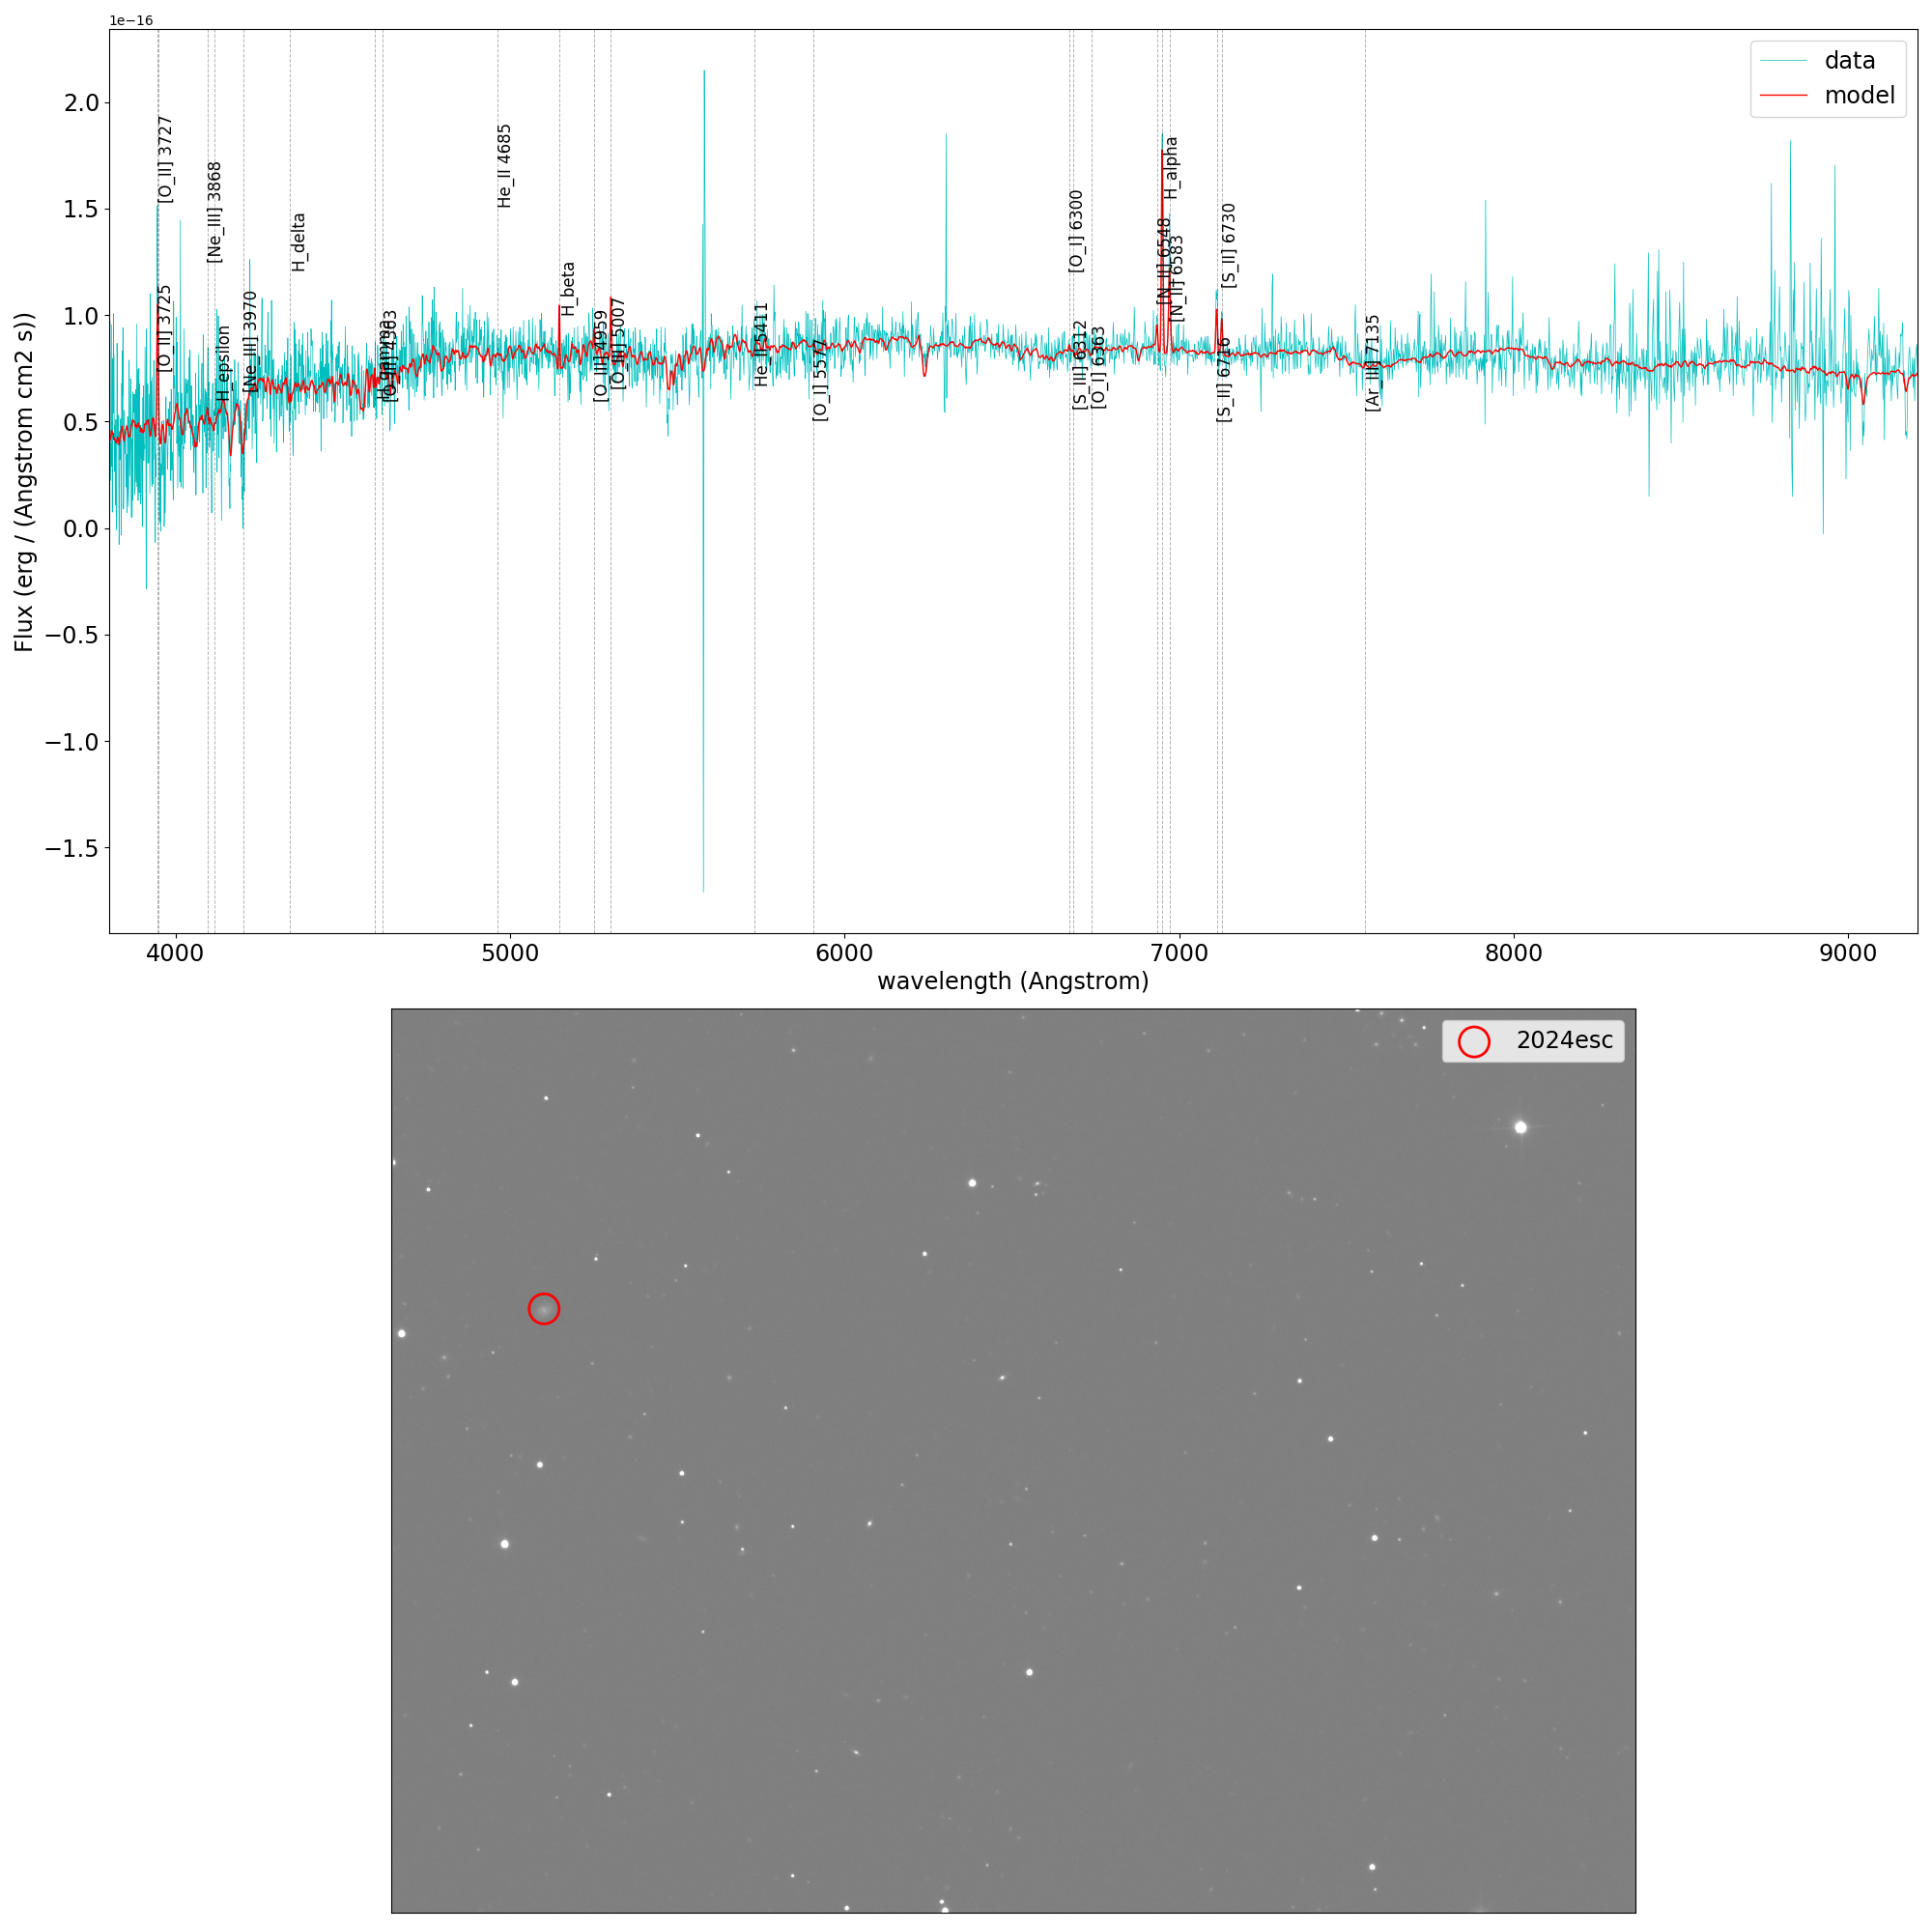 1e−16
data
model
2.0
1.5
1.0
0.5
0.0
−0.5
−1.0
−1.5
Flux (erg / (Angstrom cm2 s))
[O_II] 3727
[O_II] 3725
[Ne_III] 3868
H_epsilon
[Ne_III] 3970
H_delta
4363
He_II 4685
H_beta
[O_III] 4959
[O_III] 5007
He_II 5411
[O_I] 5577
[O_I] 6300
[S_III] 6312
[O_I] 6363
[N_II] 6548
H_alpha
[N_II] 6583
[S_II] 6716
[S_II] 6730
[Ar_III] 7135
4000 5000 6000 7000 8000 9000
wavelength (Angstrom)
2024esc